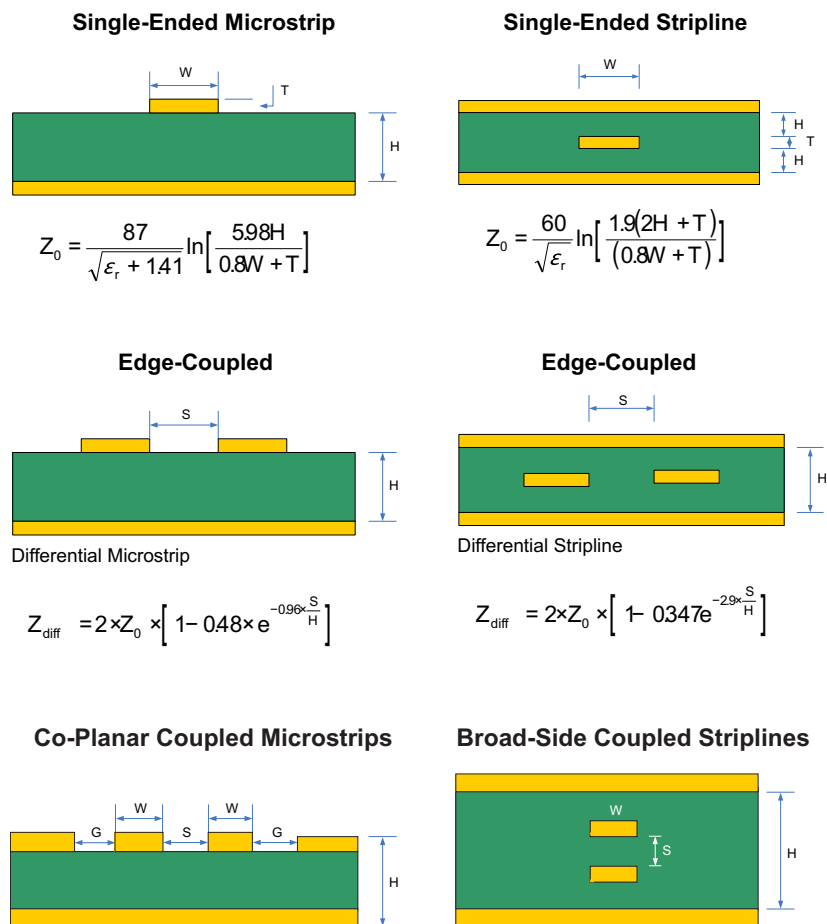 Single-Ended Microstrip
W
T
H
Z₀ = 87 / √(εr + 1.41) ln[5.98H / 0.8W + T]
Single-Ended Stripline
W
H
T
H
Z₀ = 60 / √εr ln[1.9(2H + T) / (0.8W + T)]
Edge-Coupled
S
H
Differential Microstrip
Zdiff = 2×Z₀ ×[ 1− 0.48× e^(−0.96×S/H) ]
Edge-Coupled
S
H
Differential Stripline
Zdiff = 2×Z₀ ×[ 1− 0.347e^(−2.9×S/H) ]
Co-Planar Coupled Microstrips
W W
G S G
H
Broad-Side Coupled Striplines
W
S
H